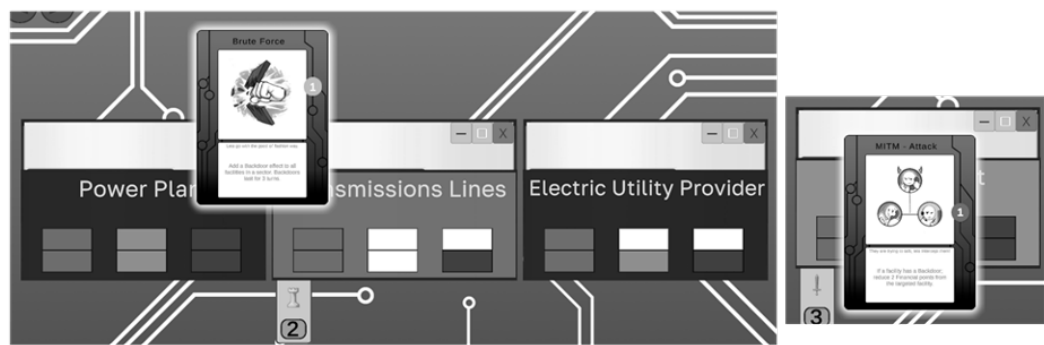 Brute Force
1
Add a Backdoor effect to all
facilities in a sector. Backdoors
last for 3 turns.
X
X
Power Plan
nsmissions Lines
Electric Utility Provider
2
MITM - Attack
X
1
If a facility has a Backdoor,
reduce 2 Financial points from
the targeted facility.
t
3